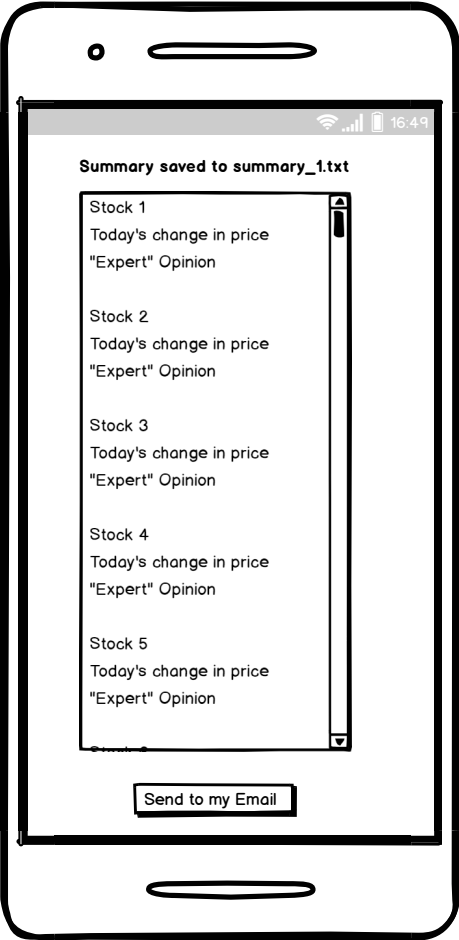 16:49
Summary saved to summary_1.txt
Stock 1
Today's change in price
"Expert" Opinion
Stock 2
Today's change in price
"Expert" Opinion
Stock 3
Today's change in price
"Expert" Opinion
Stock 4
Today's change in price
"Expert" Opinion
Stock 5
Today's change in price
"Expert" Opinion
Send to my Email